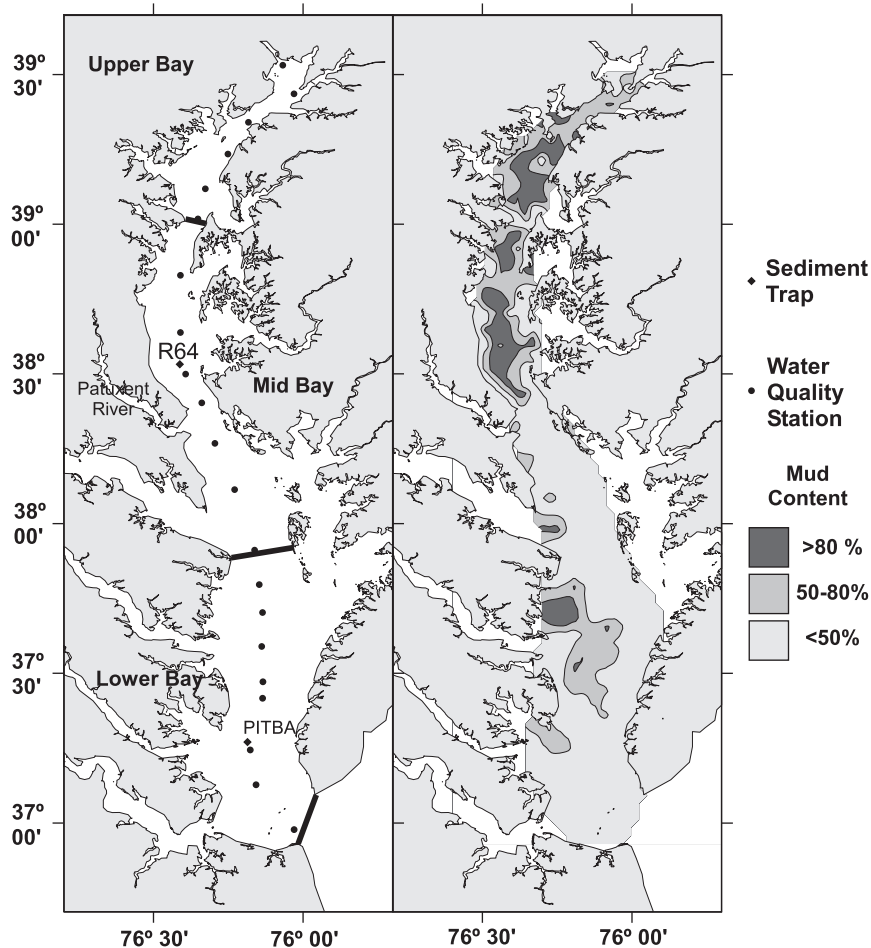 39º
30'
39º
00'
38º
30'
38º
00'
37º
30'
37º
00'
Upper Bay
R64
Patuxent
River
Mid Bay
Lower Bay
PITBA
76º 30'
76º 00'
76º 30'
76º 00'
Sediment
Trap
Water
Quality
Station
Mud
Content
>80 %
50-80%
<50%